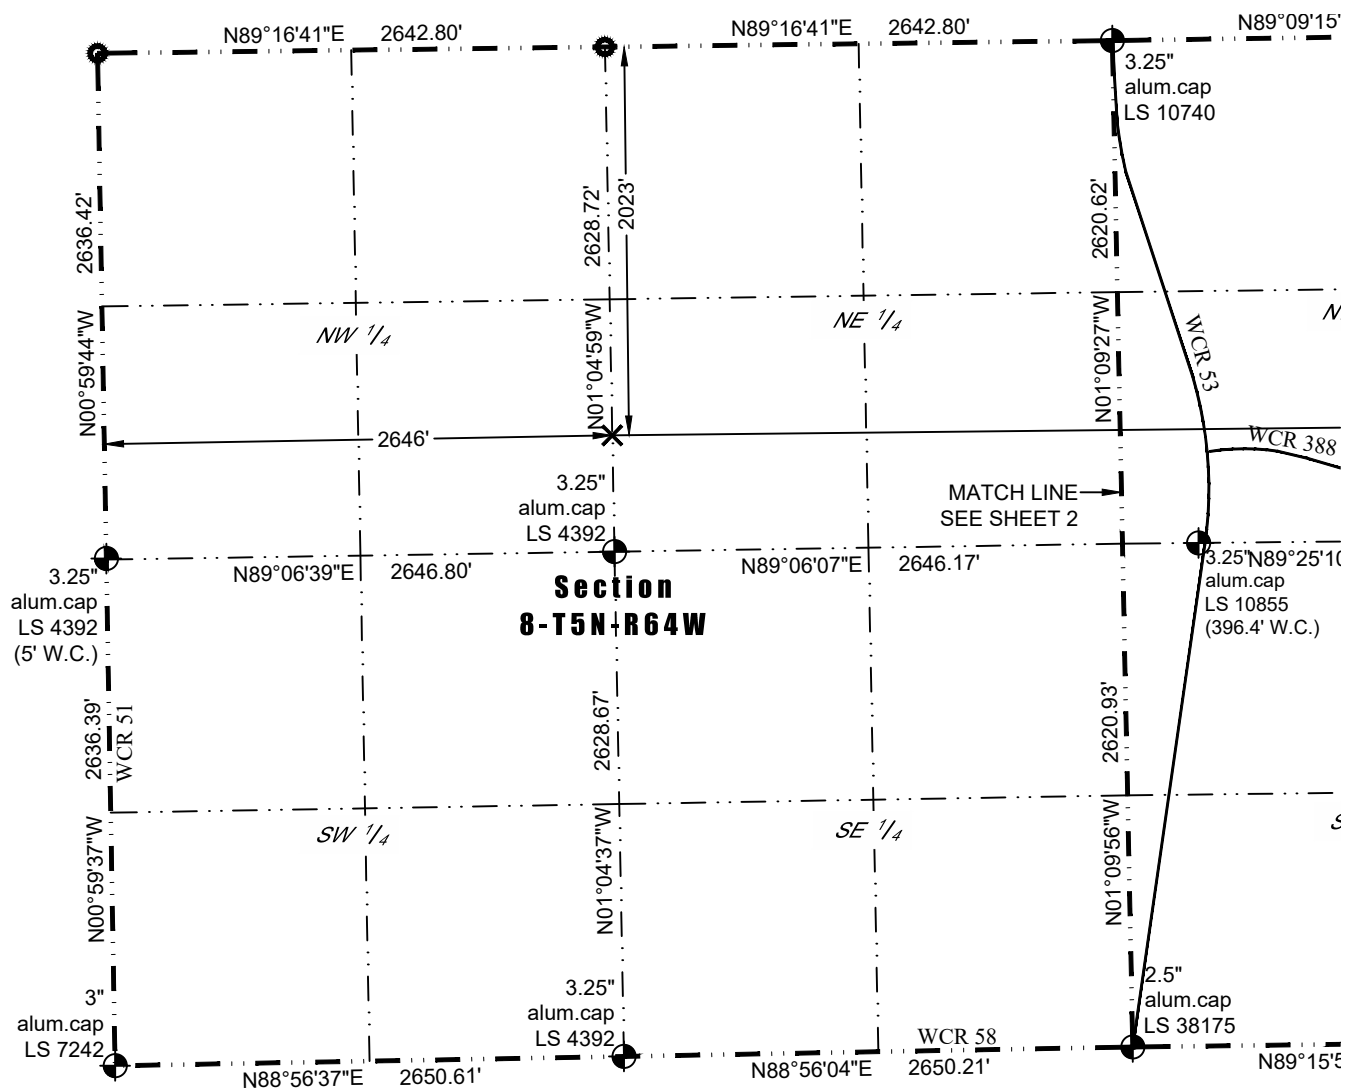 N89°16'41"E 2642.80'
N89°16'41"E 2642.80'
N89°09'15'
3.25"
alum.cap
LS 10740
2636.42'
2628.72'
2023'
2620.62'
NW 1/4
NE 1/4
N
WCR 53
N00°59'44"W
N01°04'59"W
N01°09'27"W
2646'
WCR 388
3.25"
alum.cap
LS 4392
MATCH LINE
SEE SHEET 2
N89°06'39"E 2646.80'
N89°06'07"E 2646.17'
3.25"
alum.cap
LS 10855
(396.4' W.C.)
N89°25'10
3.25"
alum.cap
LS 4392
(5' W.C.)
Section
8-T5N-R64W
2636.39'
WCR 51
2628.67'
2620.93'
SW 1/4
SE 1/4
S
N00°59'37"W
N01°04'37"W
N01°09'56"W
3"
alum.cap
LS 7242
3.25"
alum.cap
LS 4392
2.5"
alum.cap
LS 38175
WCR 58
N88°56'37"E 2650.61'
N88°56'04"E 2650.21'
N89°15'5